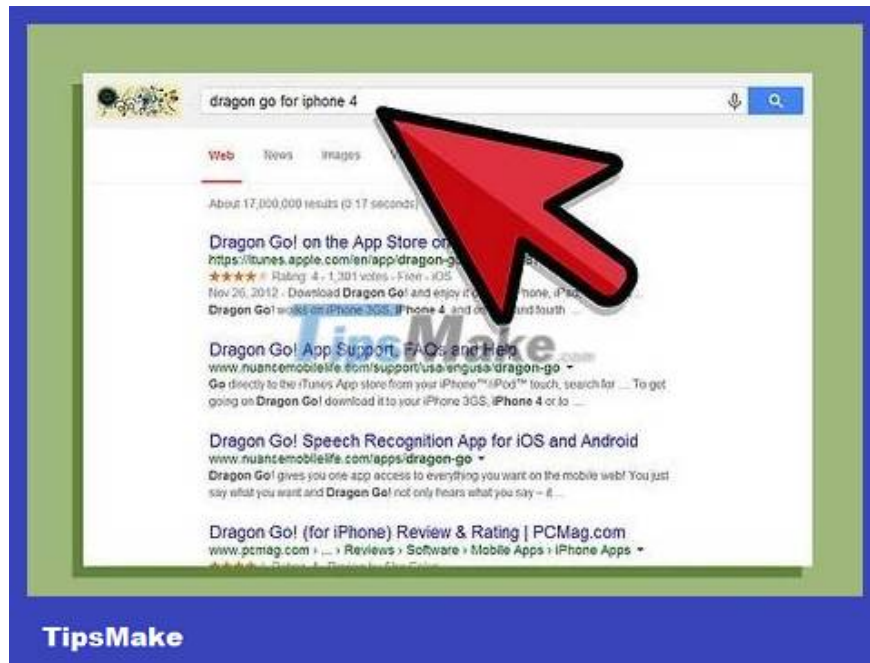 dragon go for iphone 4
Web News Images
About 17,000,000 results (0.17 seconds)
Dragon Go! on the App Store on
https://itunes.apple.com/en/app/dragon-go
Rating: 4 - 1,301 votes - Free - iOS
Nov 26, 2012 - Download Dragon Go! and enjoy it
Dragon Go! works on iPhone 3GS, iPhone 4, and fourth ...
TipsMake.com
Dragon Go! App Support, FAQs and Help
www.nuancemobilelife.com/support/usa/engusa/dragon-go
Go directly to the iTunes App store from your iPhone™/iPod™ touch, search for .... To get
going on Dragon Go! download it to your iPhone 3GS, iPhone 4 or to ...
Dragon Go! Speech Recognition App for iOS and Android
www.nuancemobilelife.com/apps/dragon-go
Dragon Go! gives you one app access to everything you want on the mobile web! You just
say what you want and Dragon Go! not only hears what you say – it ...
Dragon Go! (for iPhone) Review & Rating | PCMag.com
www.pcmag.com › ... › Reviews › Software › Mobile Apps › iPhone Apps
TipsMake